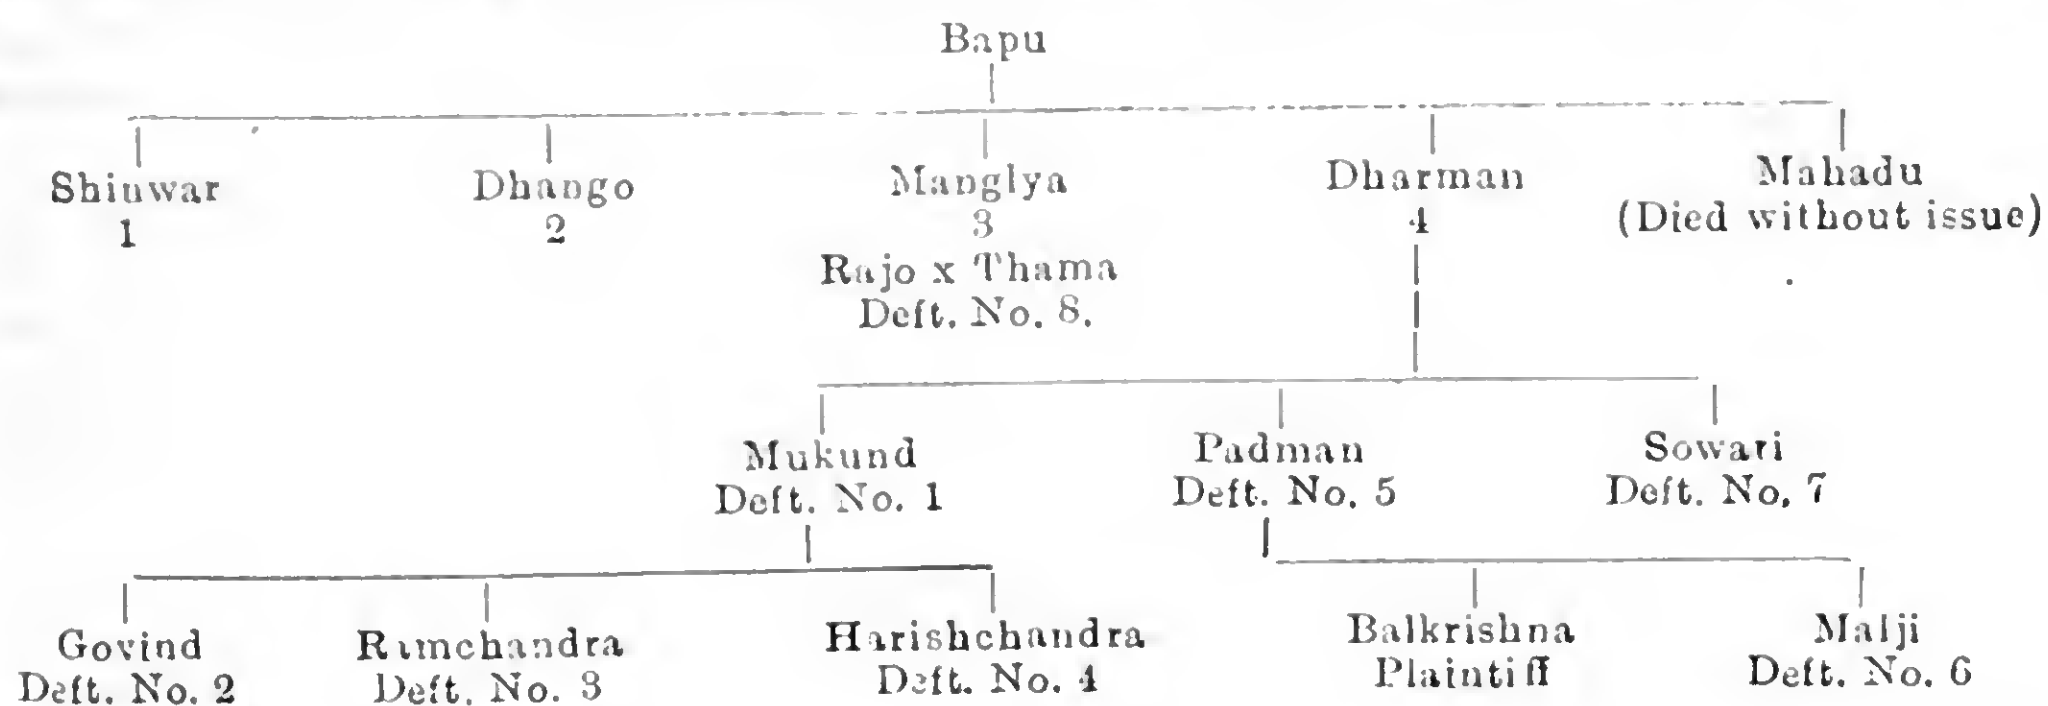 Bapu
Shinwar Dhango Manglya Dharman Mahadu
1 2 3 4 (Died without issue)
Rajo x Thama
Deft. No. 8.
Mukund Padman Sowari
Deft. No. 1 Deft. No. 5 Deft. No. 7
Govind Ramchandra Harishchandra Balkrishna Malji
Deft. No. 2 Deft. No. 3 Deft. No. 4 Plaintiff Deft. No. 6